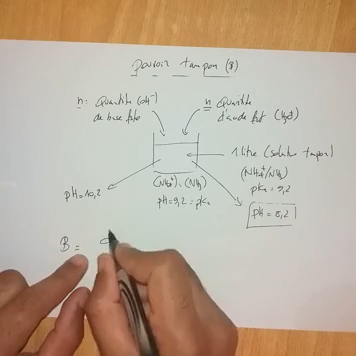 Pouvoir tampon (β)
n: Quantité (OH⁻)
de base forte
n Quantité
d'acide fort (H₃O⁺)
1 litre (solution tampon)
(NH₄⁺/NH₃)
pKa = 9,2
(NH₄⁺) = (NH₃)
pH = 9,2 = pKa
pH = 10,2
pH = 8,2
B =